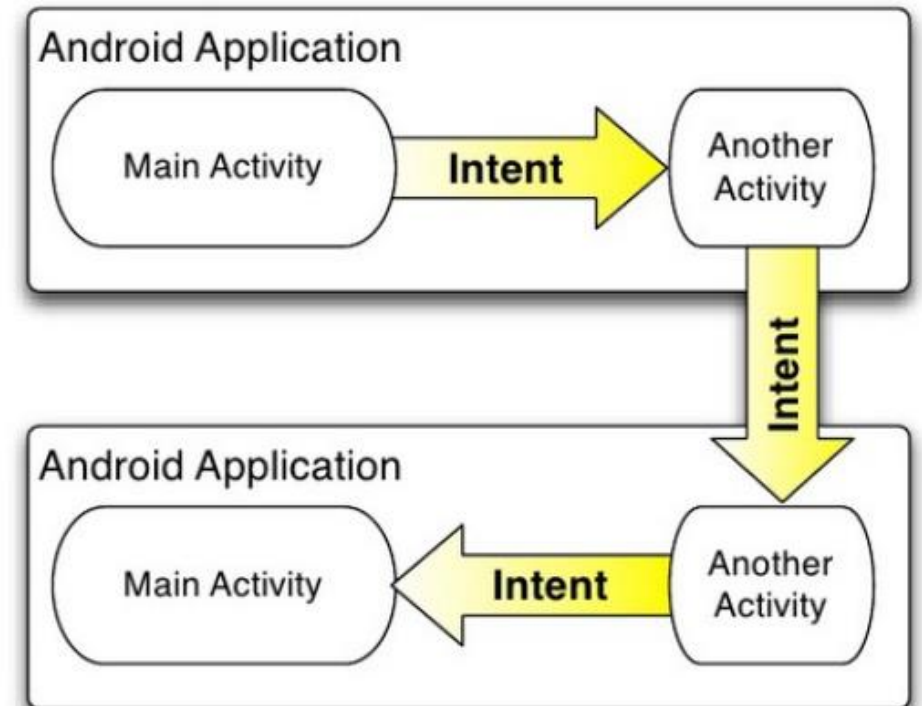 Android Application
Main Activity
Intent
Another
Activity
Intent
Android Application
Main Activity
Intent
Another
Activity